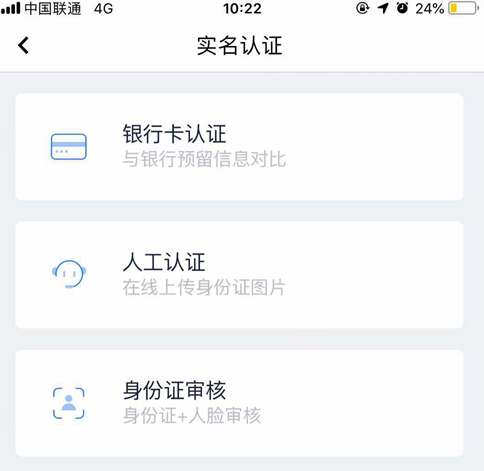 中国联通 4G 10:22 24%
实名认证
银行卡认证
与银行预留信息对比
人工认证
在线上传身份证图片
身份证审核
身份证+人脸审核